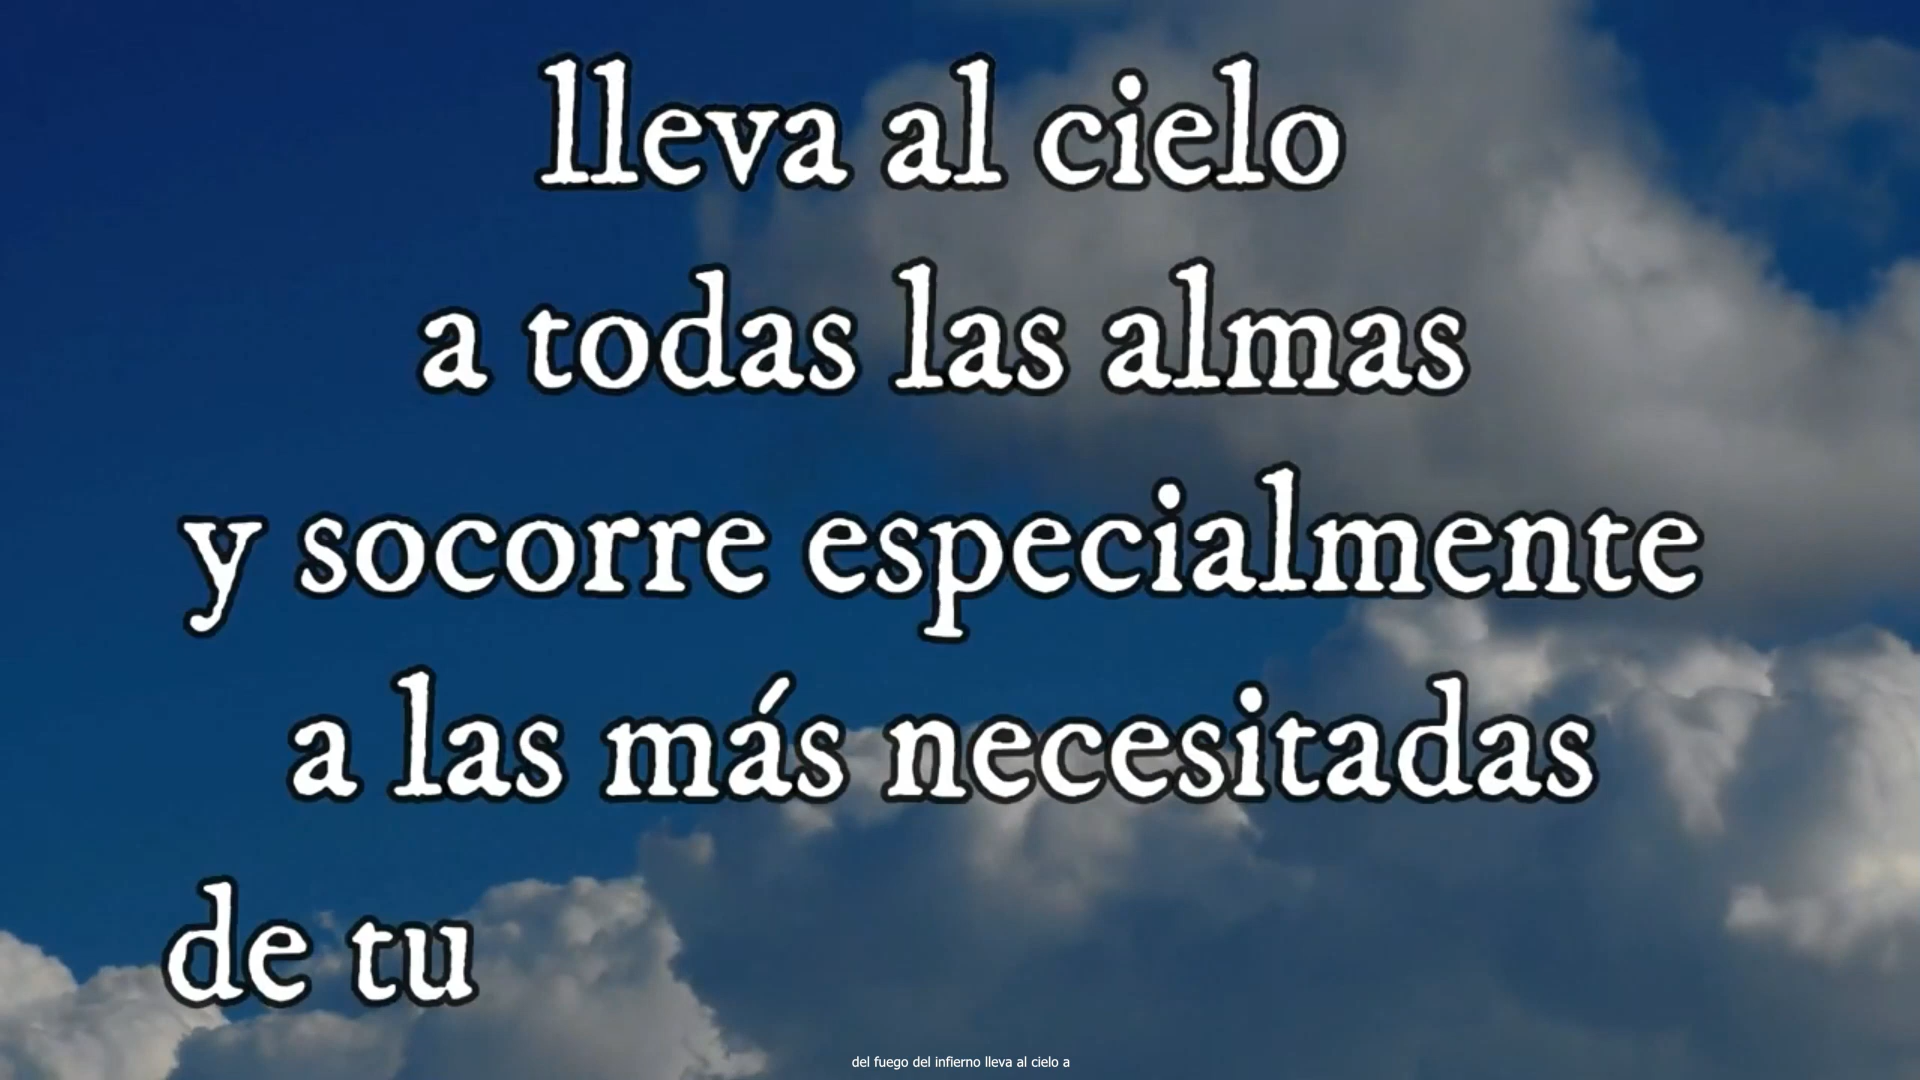 lleva al cielo
a todas las almas
y socorre especialmente
a las más necesitadas
de tu
del fuego del infierno lleva al cielo a